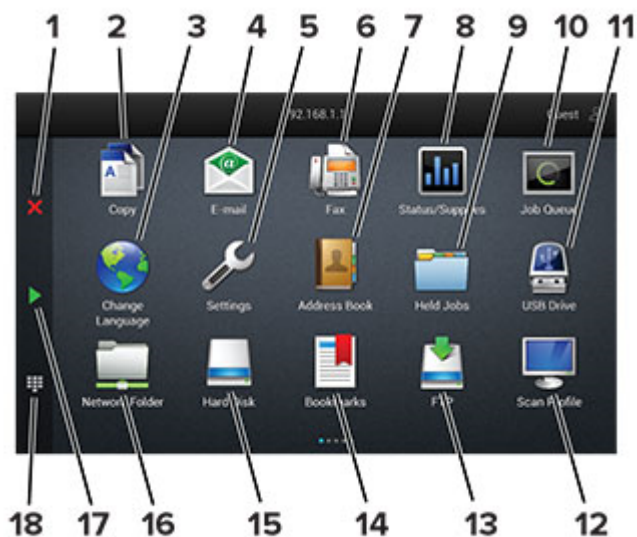 1 2 3 4 5 6 7 8 9 10 11
Guest
A
Copy E-mail Fax Status/Supplies Job Queue
Change Settings Address Book Held Jobs USB Drive
Language
Network Folder Hard Disk Bookmarks FTP Scan Profile
18 17 16 15 14 13 12